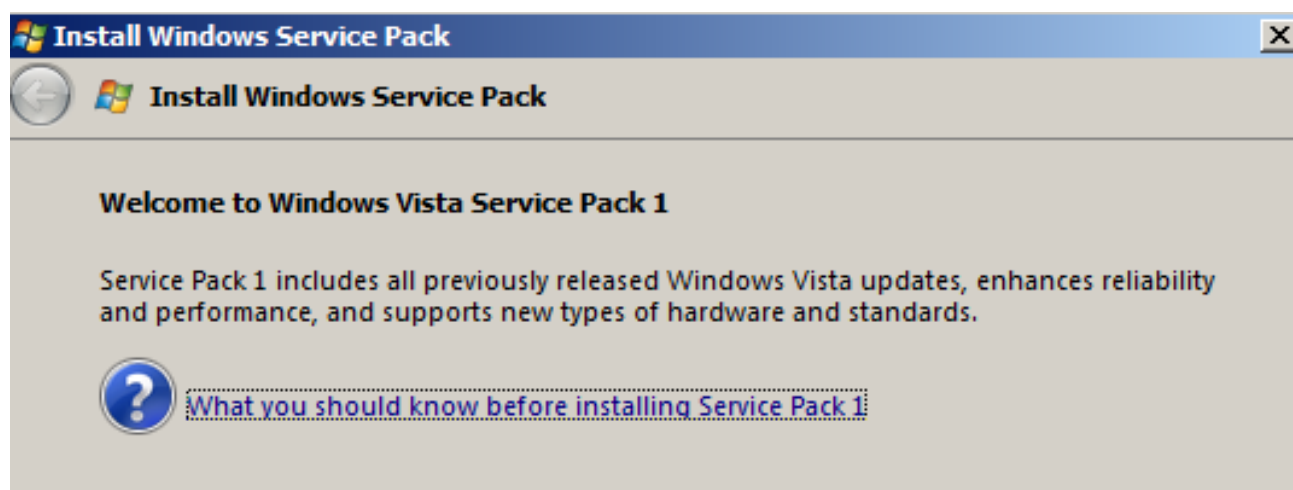 Install Windows Service Pack
Install Windows Service Pack
Welcome to Windows Vista Service Pack 1
Service Pack 1 includes all previously released Windows Vista updates, enhances reliability
and performance, and supports new types of hardware and standards.
What you should know before installing Service Pack 1